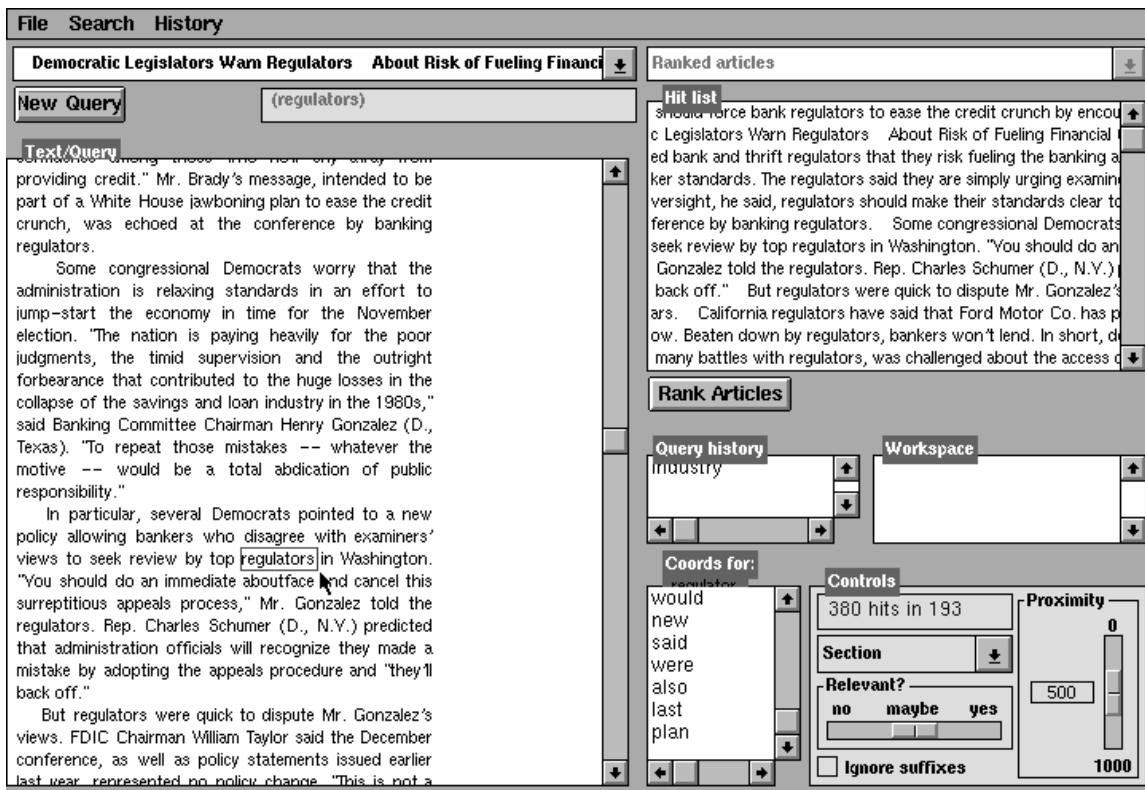 File Search History
Democratic Legislators Warn Regulators About Risk of Fueling Financi
Ranked articles
New Query
(regulators)
Text/Query
providing credit." Mr. Brady's message, intended to be
part of a White House jawboning plan to ease the credit
crunch, was echoed at the conference by banking
regulators.
Some congressional Democrats worry that the
administration is relaxing standards in an effort to
jump-start the economy in time for the November
election. "The nation is paying heavily for the poor
judgments, the timid supervision and the outright
forbearance that contributed to the huge losses in the
collapse of the savings and loan industry in the 1980s,"
said Banking Committee Chairman Henry Gonzalez (D.,
Texas). "To repeat those mistakes -- whatever the
motive -- would be a total abdication of public
responsibility."
In particular, several Democrats pointed to a new
policy allowing bankers who disagree with examiners'
views to seek review by top regulators in Washington.
"You should do an immediate aboutface and cancel this
surreptitious appeals process," Mr. Gonzalez told the
regulators. Rep. Charles Schumer (D., N.Y.) predicted
that administration officials will recognize they made a
mistake by adopting the appeals procedure and "they'll
back off."
But regulators were quick to dispute Mr. Gonzalez's
views. FDIC Chairman William Taylor said the December
conference, as well as policy statements issued earlier
last year, represented no policy change. "This is not a
Hit list
should force bank regulators to ease the credit crunch by encou
c Legislators Warn Regulators About Risk of Fueling Financial
ed bank and thrift regulators that they risk fueling the banking a
ker standards. The regulators said they are simply urging examin
versight, he said, regulators should make their standards clear to
ference by banking regulators. Some congressional Democrats
seek review by top regulators in Washington. "You should do an
Gonzalez told the regulators. Rep. Charles Schumer (D., N.Y.)
back off." But regulators were quick to dispute Mr. Gonzalez's
ars. California regulators have said that Ford Motor Co. has p
ow. Beaten down by regulators, bankers won't lend. In short, d
many battles with regulators, was challenged about the access
Rank Articles
Query history
industry
Workspace
Coords for:
regulator
would
new
said
were
also
last
plan
Controls
380 hits in 193
Section
Relevant?
no maybe yes
Ignore suffixes
Proximity
0
500
1000